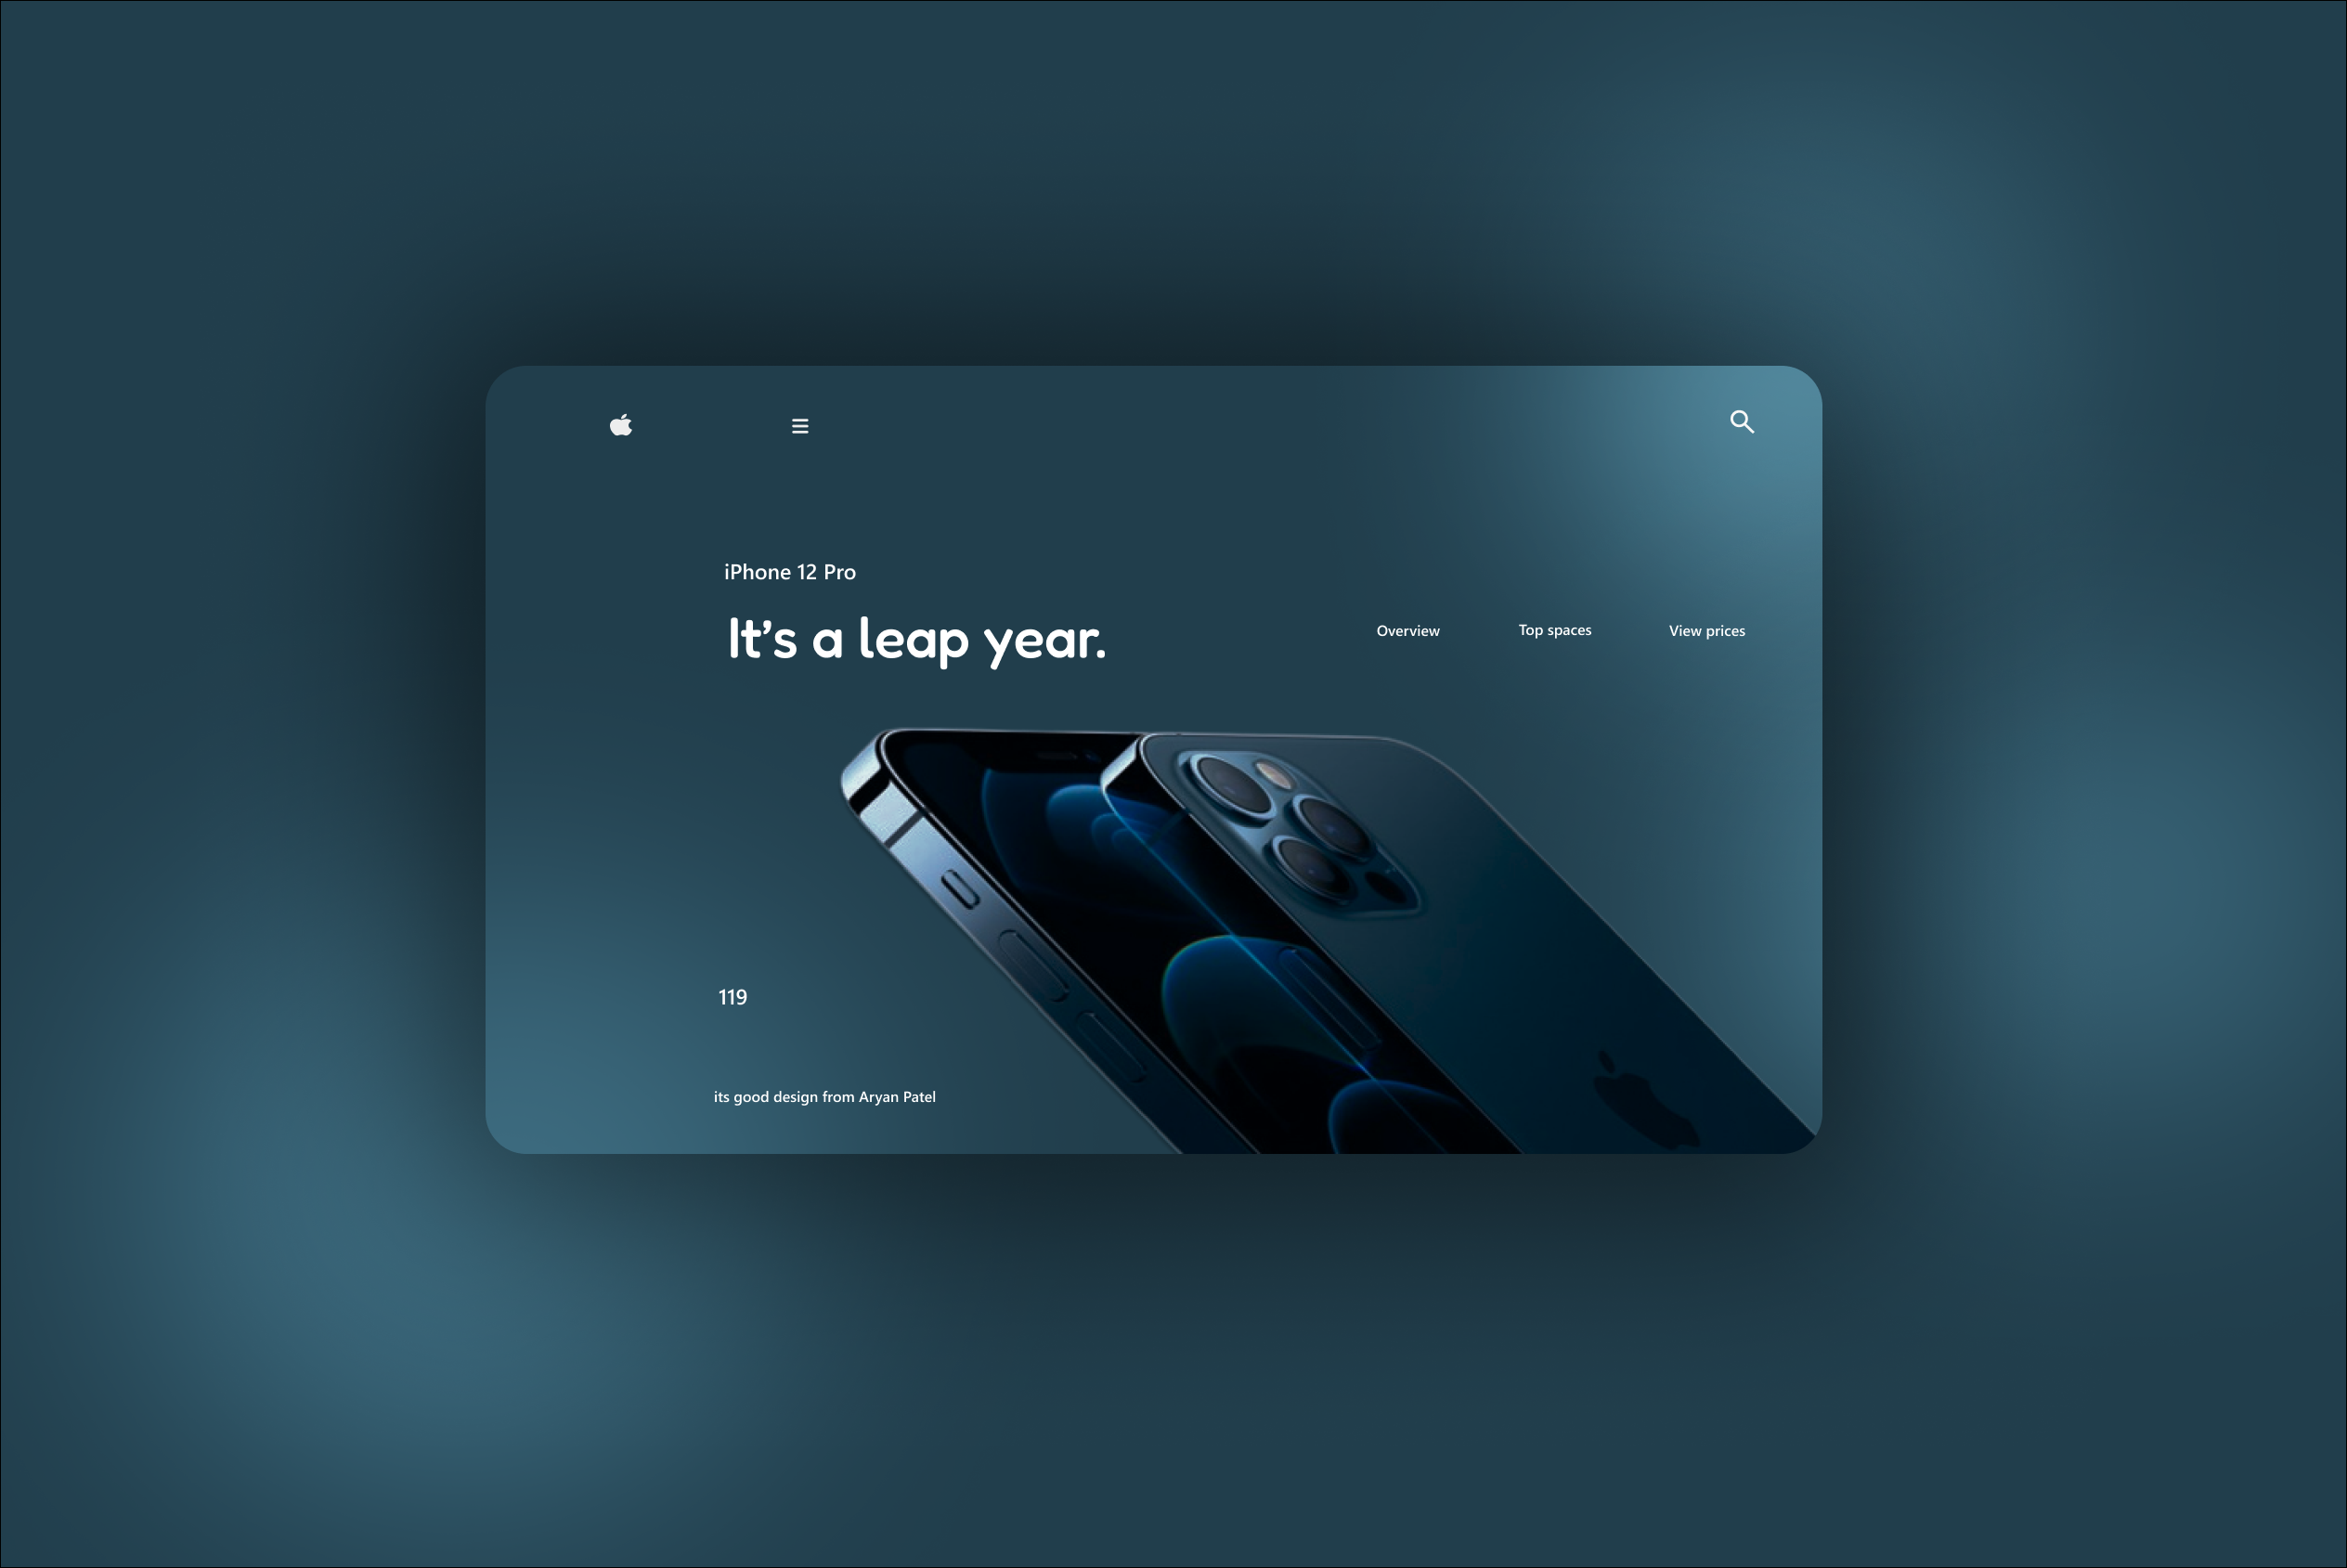 iPhone 12 Pro
It's a leap year.
Overview Top spaces View prices
119
its good design from Aryan Patel